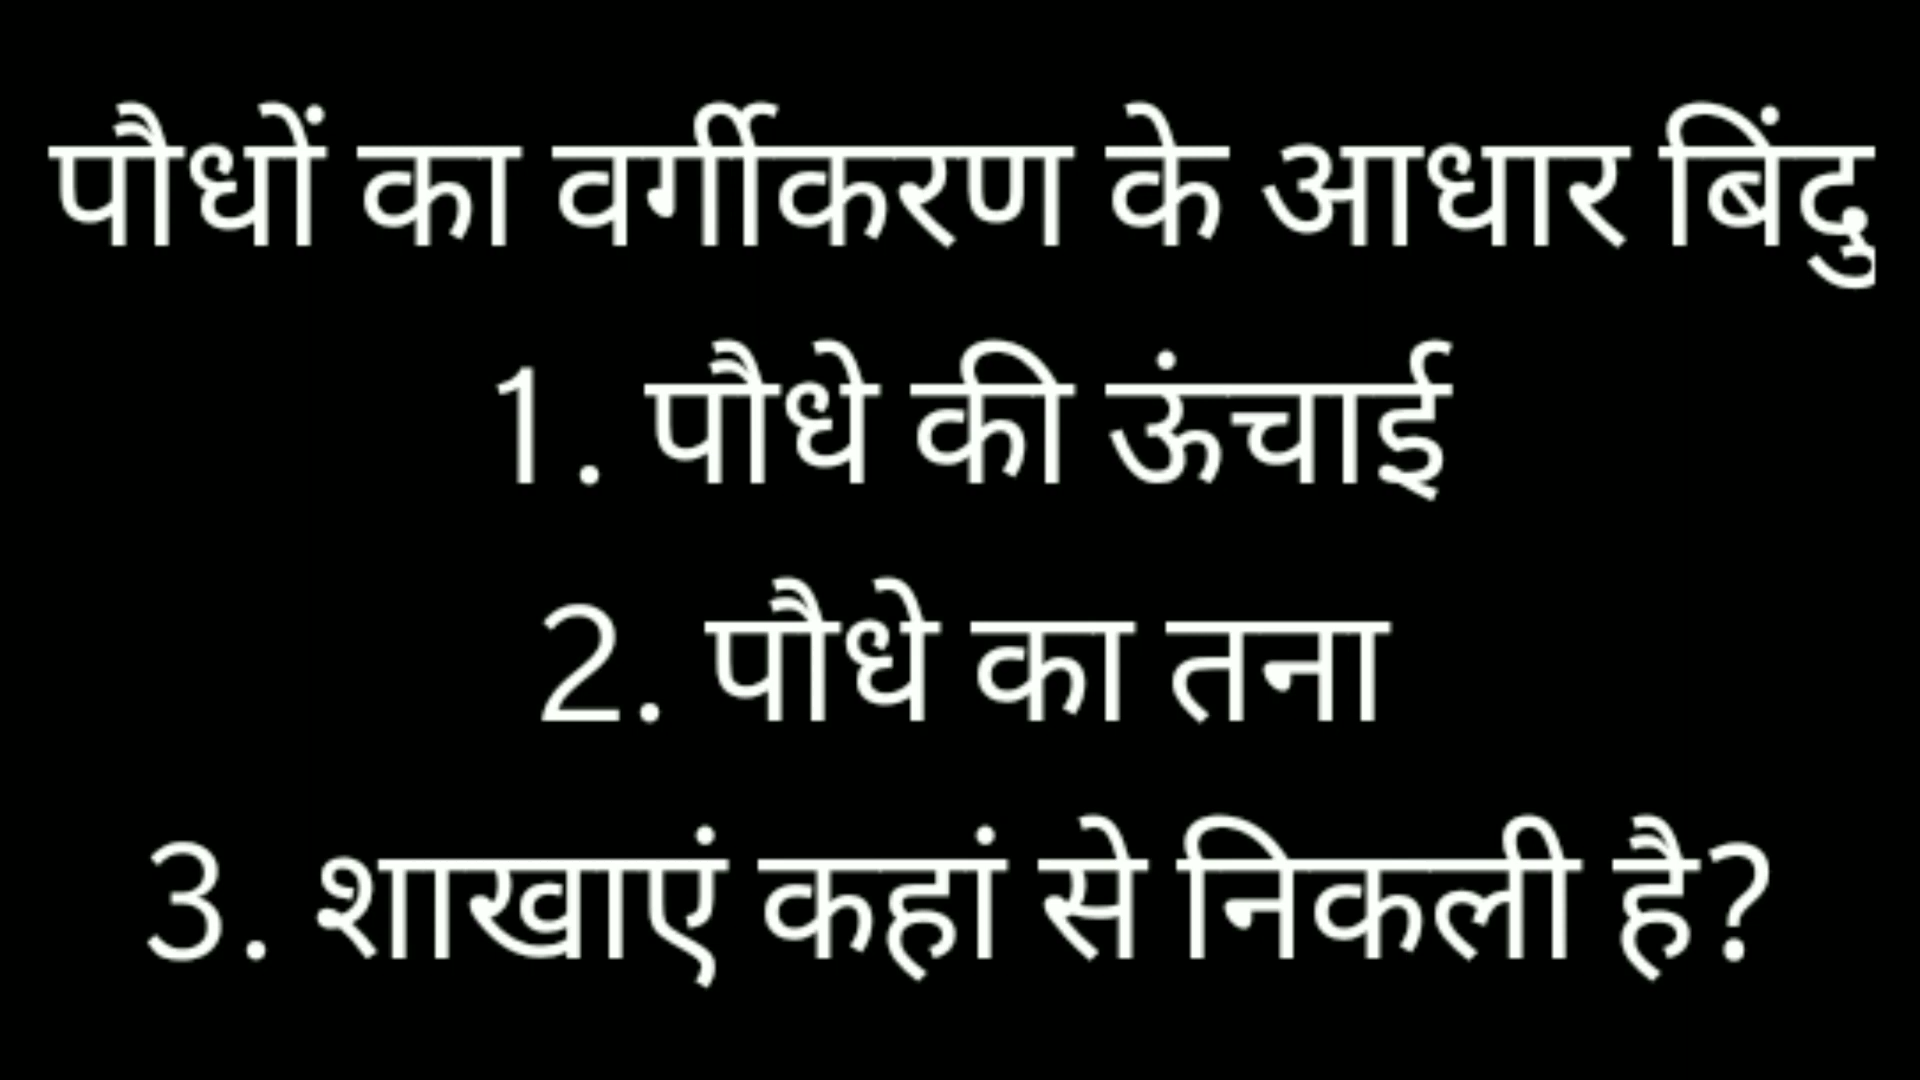 पौधों का वर्गीकरण के आधार बिंदु
1. पौधे की ऊंचाई
2. पौधे का तना
3. शाखाएं कहां से निकली है?